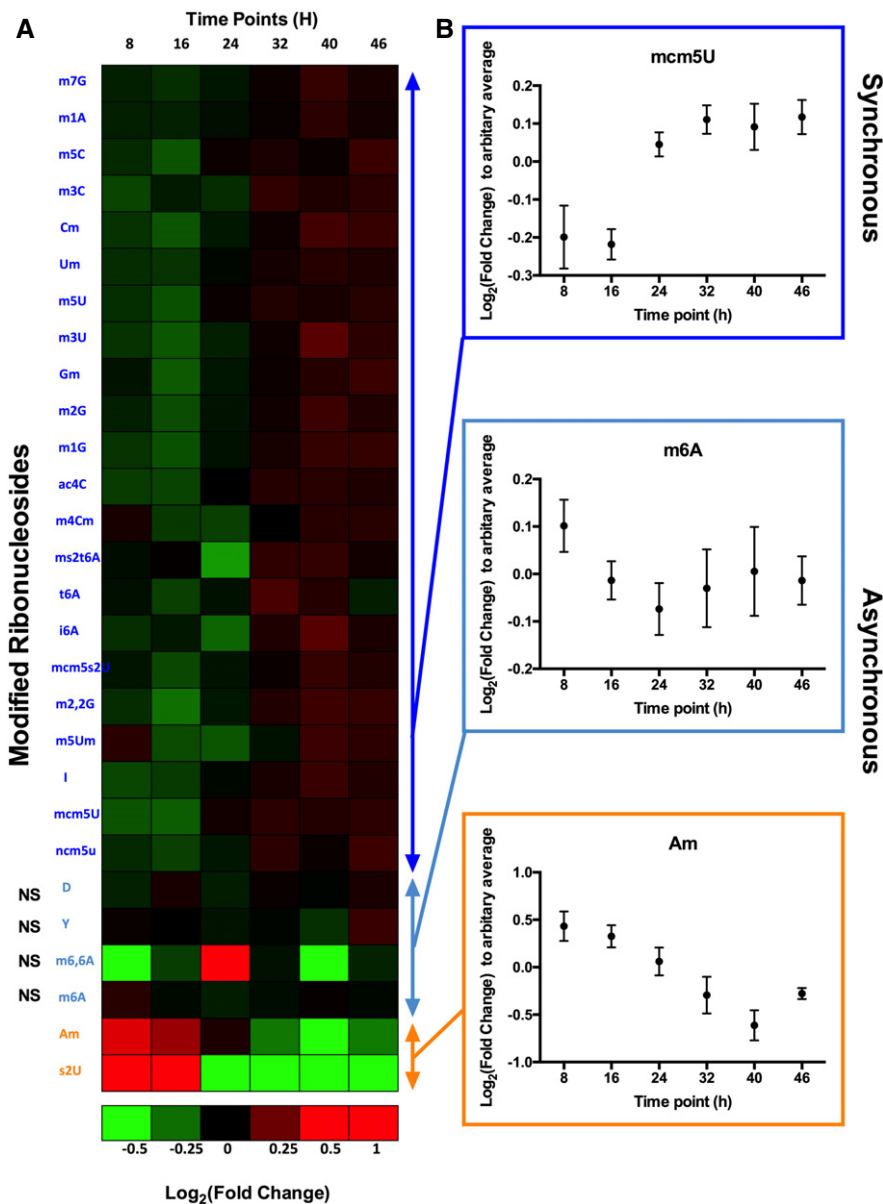 A
Time Points (H)
8 16 24 32 40 46
Modified Ribonucleosides
m7G
m1A
m5C
m3C
Cm
Um
m5U
m3U
Gm
m2G
m1G
ac4C
m4Cm
ms2t6A
t6A
i6A
mcm5s2U
m2,2G
m5Um
I
mcm5U
ncm5u
NS D
NS Y
NS m6,6A
NS m6A
Am
s2U
-0.5 -0.25 0 0.25 0.5 1
Log2(Fold Change)
B
mcm5U
Log2(Fold Change) to arbitary average
0.2
0.1
0.0
-0.1
-0.2
-0.3
8 16 24 32 40 46
Time point (h)
Synchronous
m6A
Log2(Fold Change) to arbitary average
0.2
0.1
0.0
-0.1
-0.2
8 16 24 32 40 46
Time point (h)
Asynchronous
Am
Log2(Fold Change) to arbitary average
1.0
0.5
0.0
-0.5
-1.0
8 16 24 32 40 46
Time point (h)